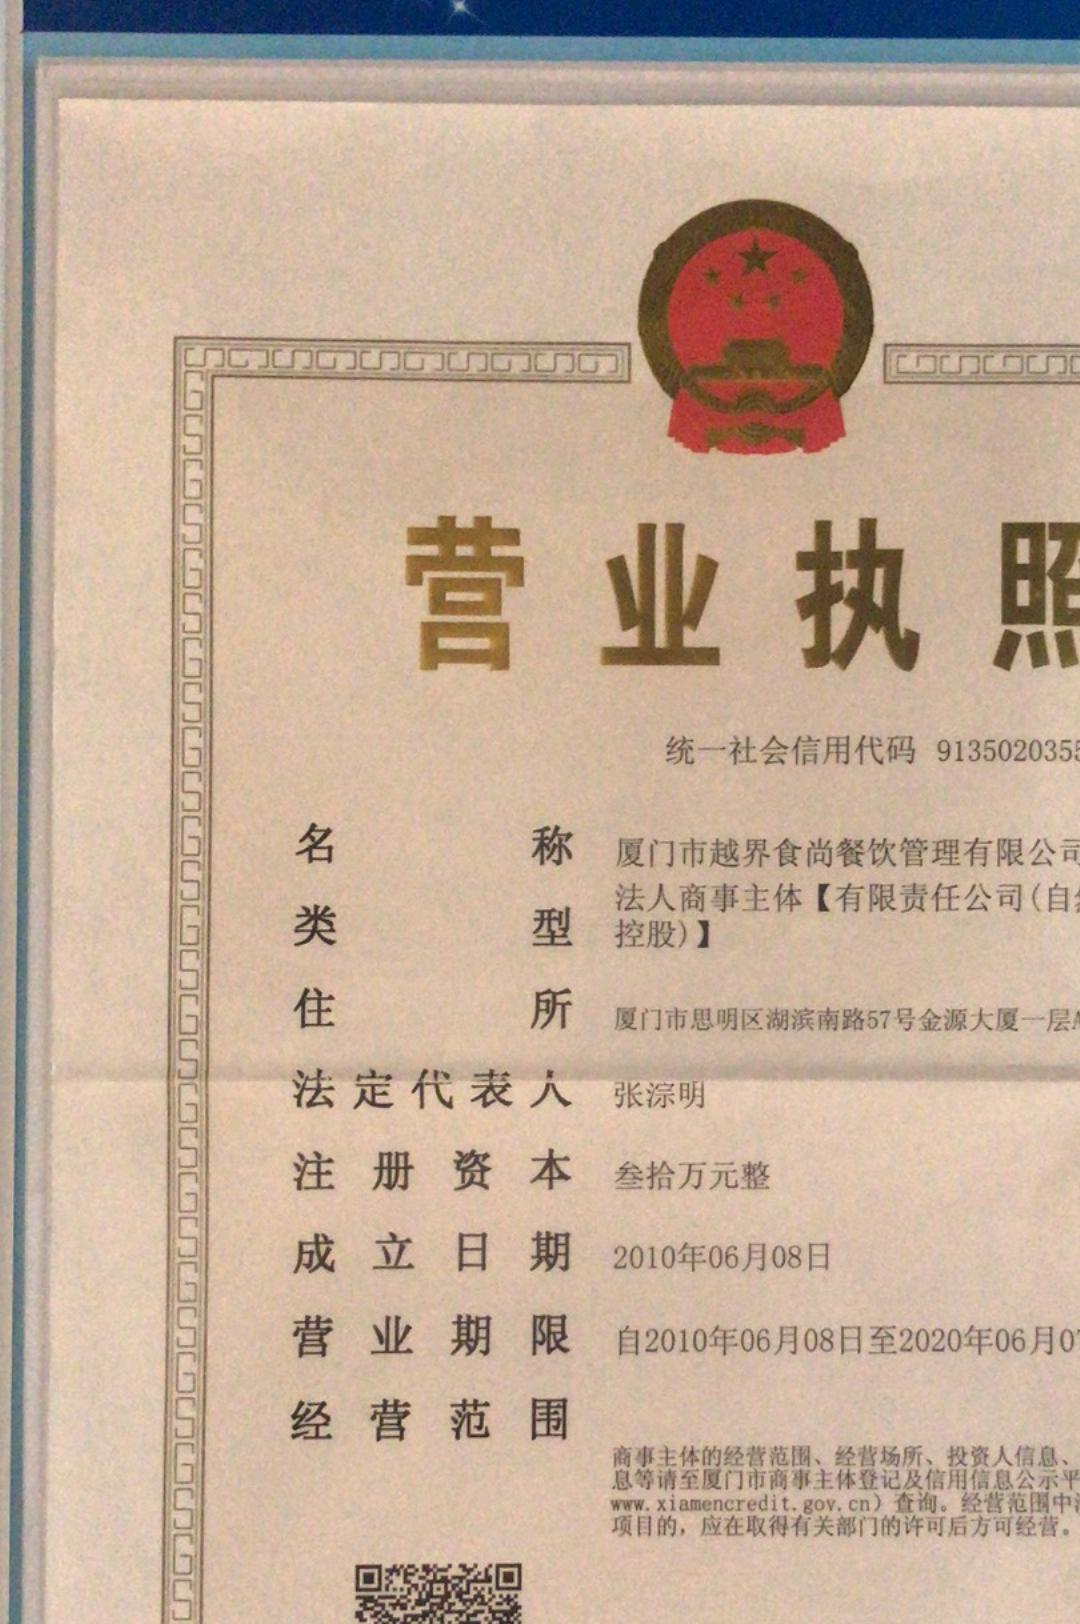 营业执照
统一社会信用代码 913502035
名称 厦门市越界食尚餐饮管理有限公司
类型 法人商事主体【有限责任公司(自然
控股)】
住所 厦门市思明区湖滨南路57号金源大厦一层A
法定代表人 张淙明
注册资本 叁拾万元整
成立日期 2010年06月08日
营业期限 自2010年06月08日至2020年06月07
经营范围
商事主体的经营范围、经营场所、投资人信息、
息等请至厦门市商事主体登记及信用信息公示平
www.xiamencredit.gov.cn）查询。经营范围中
项目的，应在取得有关部门的许可后方可经营。